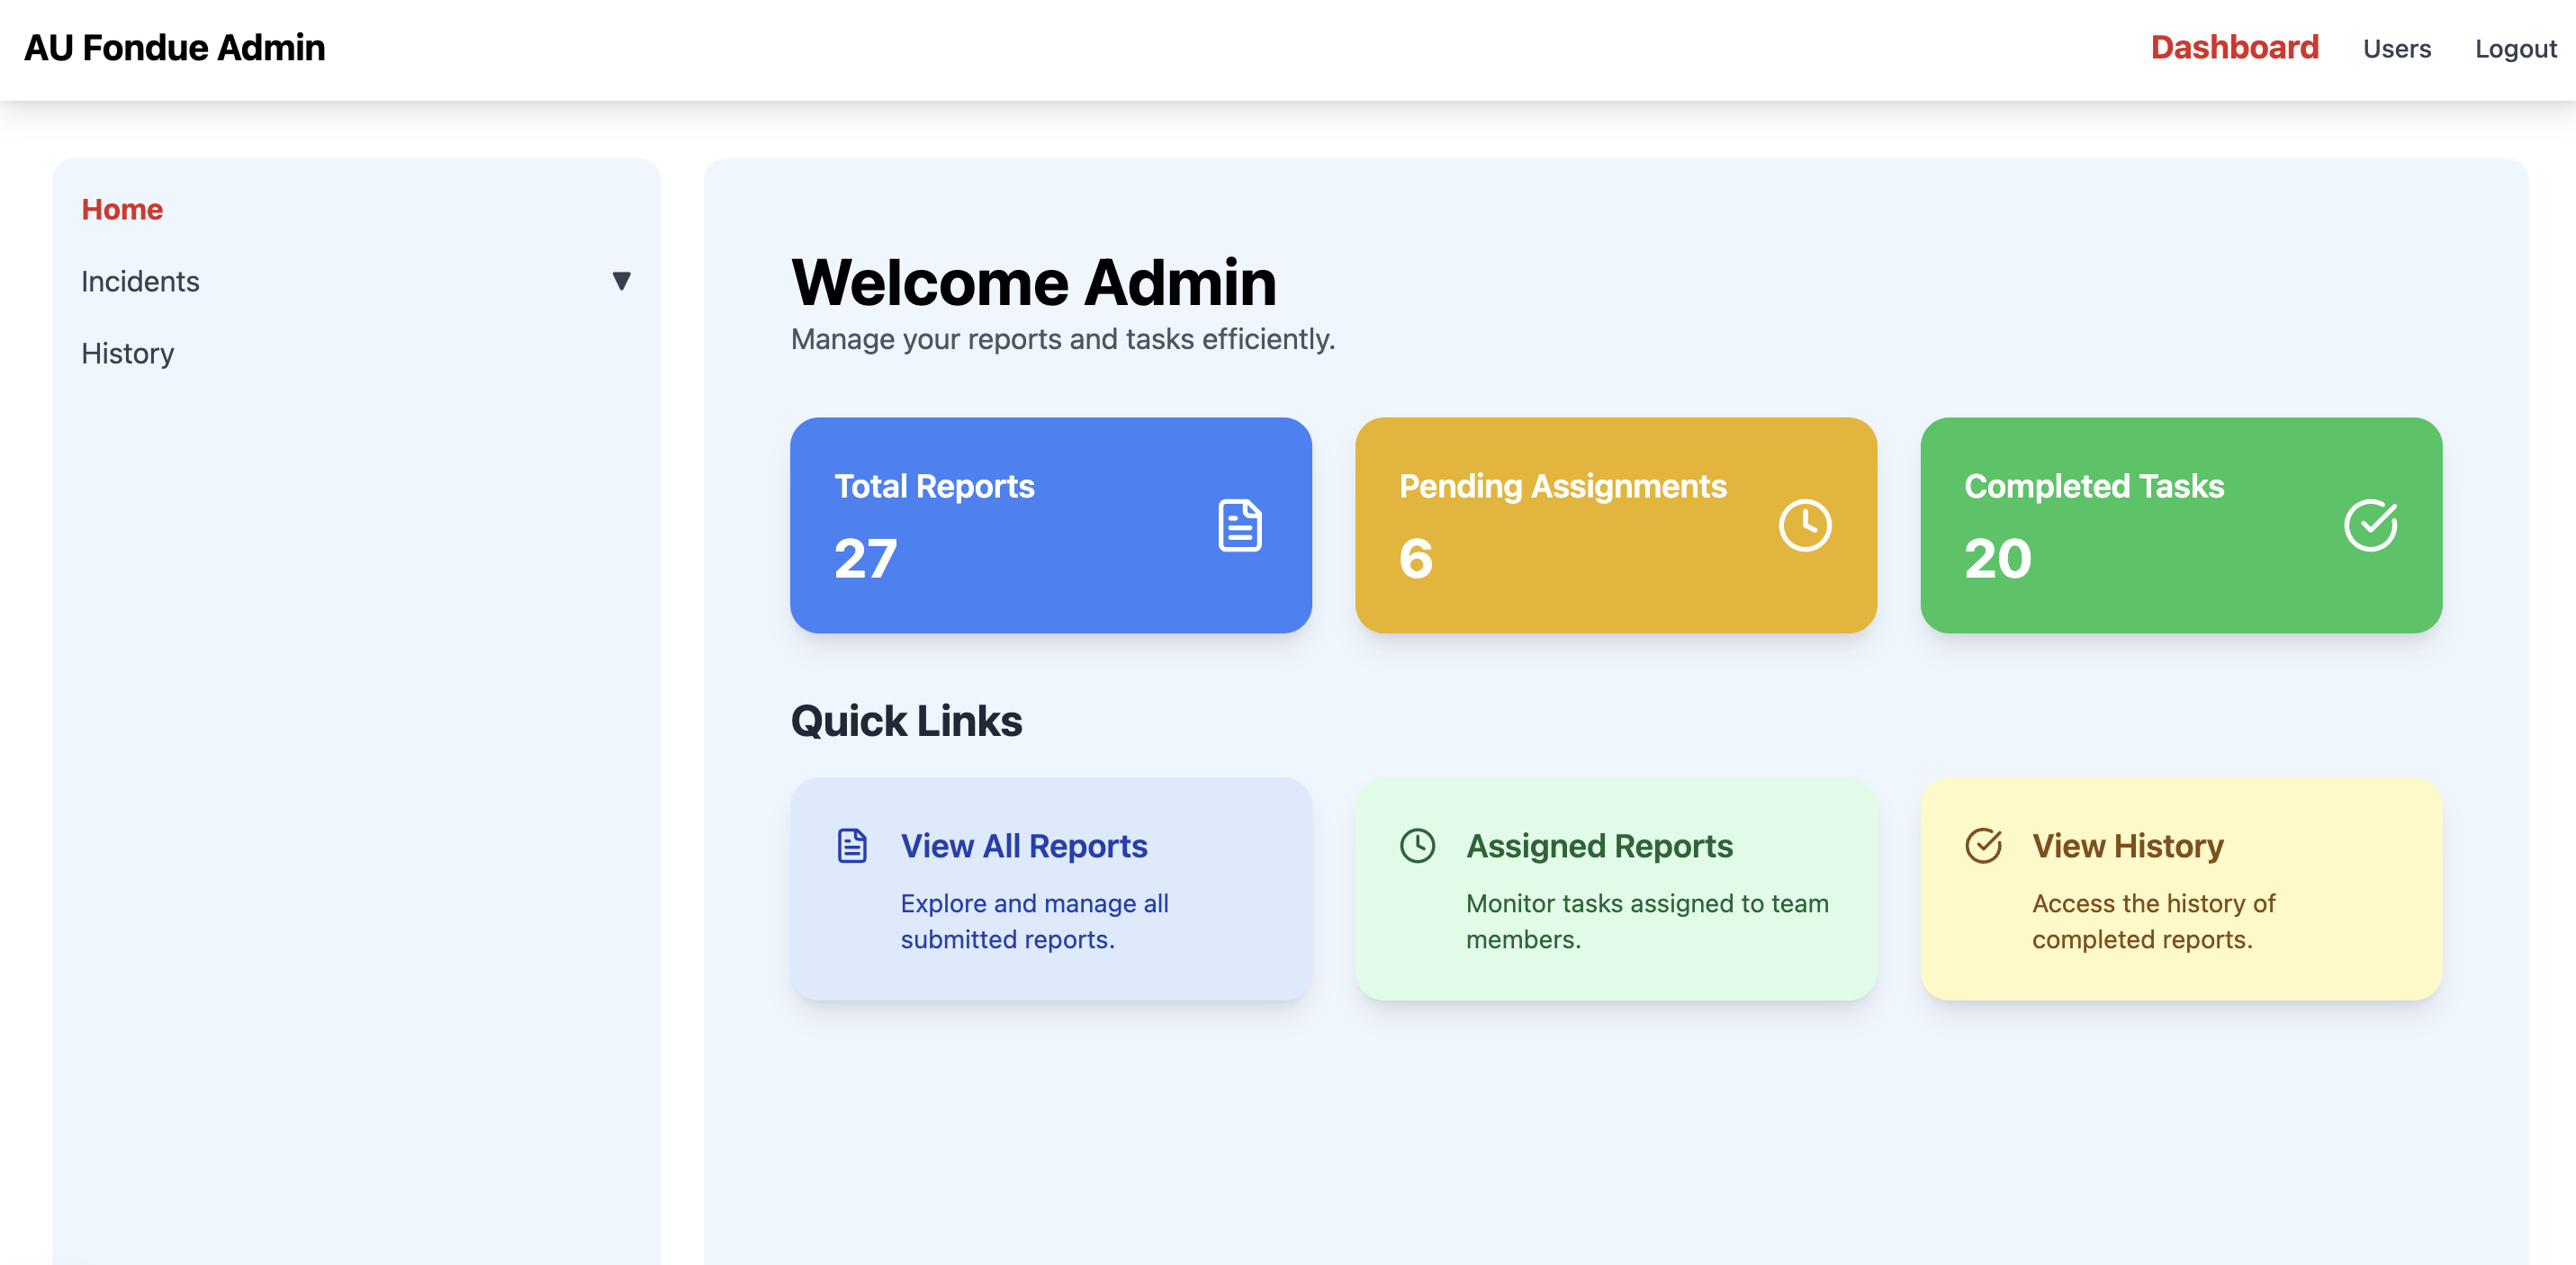 AU Fondue Admin
Dashboard
Users
Logout
Home
Incidents
History
Welcome Admin
Manage your reports and tasks efficiently.
Total Reports
27
Pending Assignments
6
Completed Tasks
20
Quick Links
View All Reports
Explore and manage all
submitted reports.
Assigned Reports
Monitor tasks assigned to team
members.
View History
Access the history of
completed reports.